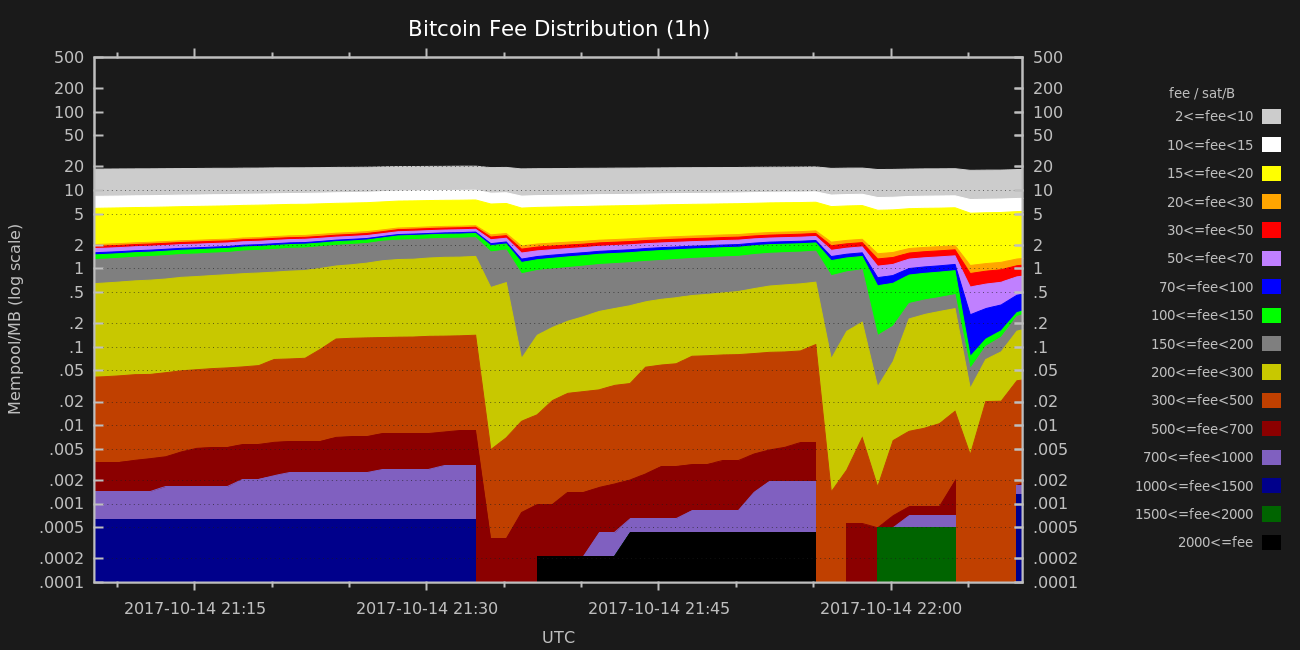 Bitcoin Fee Distribution (1h)
500 500
200 200
100 100
50 50
20 20
10 10
5 5
2 2
1 1
.5 .5
.2 .2
.1 .1
.05 .05
.02 .02
.01 .01
.005 .005
.002 .002
.001 .001
.0005 .0005
.0002 .0002
.0001 .0001
Mempool/MB (log scale)
2017-10-14 21:15 2017-10-14 21:30 2017-10-14 21:45 2017-10-14 22:00
UTC
fee / sat/B
2<=fee<10
10<=fee<15
15<=fee<20
20<=fee<30
30<=fee<50
50<=fee<70
70<=fee<100
100<=fee<150
150<=fee<200
200<=fee<300
300<=fee<500
500<=fee<700
700<=fee<1000
1000<=fee<1500
1500<=fee<2000
2000<=fee